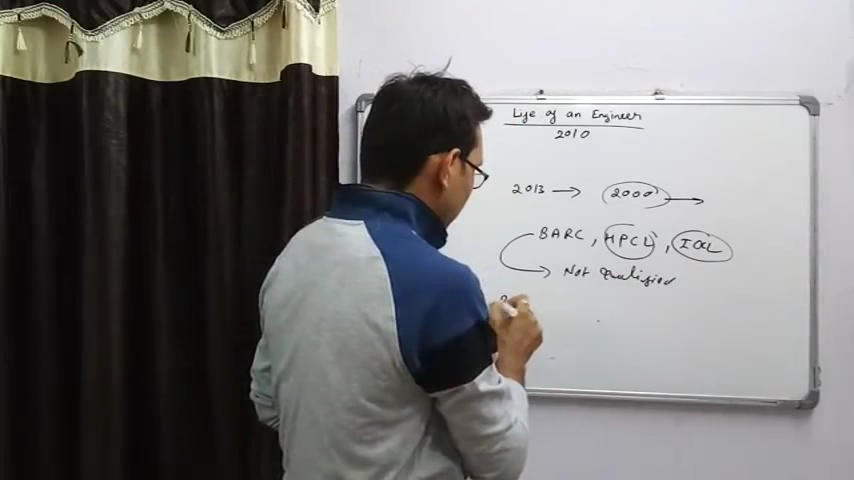 Life of an Engineer
2010
2013 → 2000 →
BARC, HPCL, IOCL
→ Not Qualified